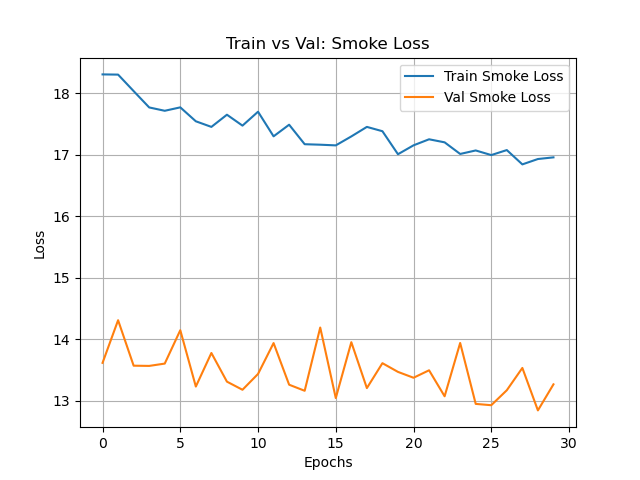 Train vs Val: Smoke Loss
Train Smoke Loss
Val Smoke Loss
18
17
16
15
14
13
Loss
0 5 10 15 20 25 30
Epochs